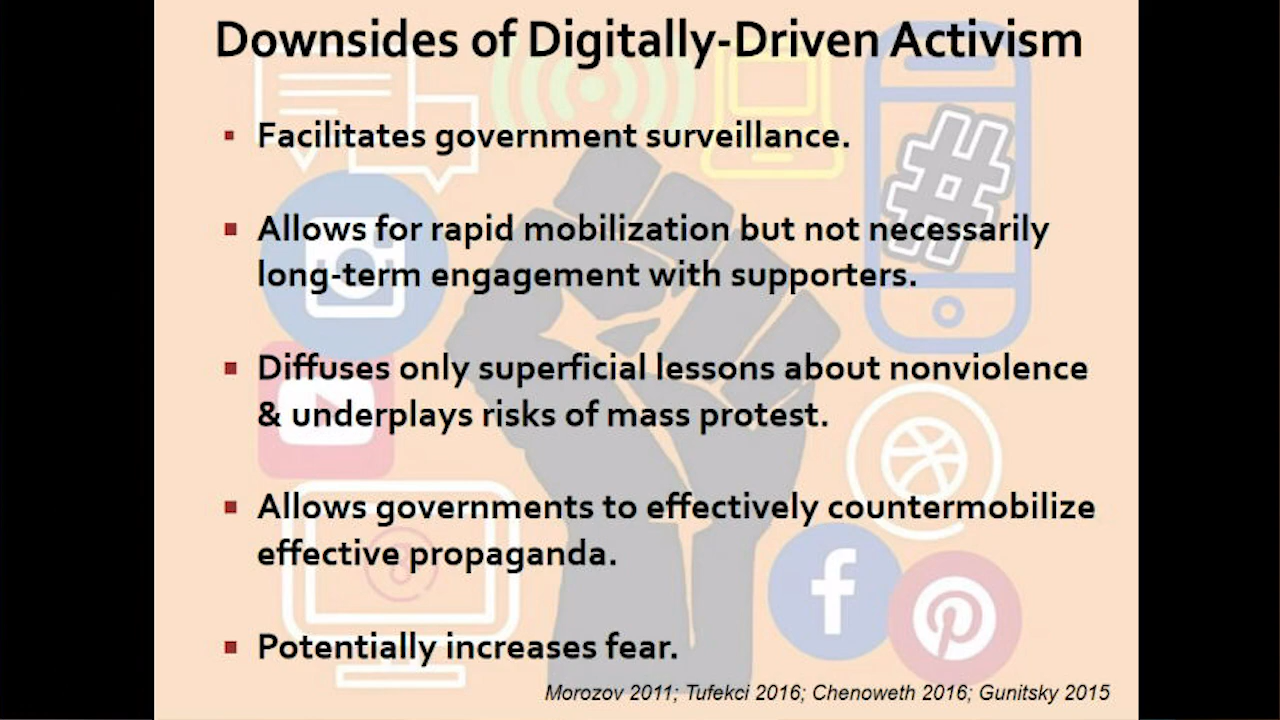 Downsides of Digitally-Driven Activism
Facilitates government surveillance.
Allows for rapid mobilization but not necessarily
long-term engagement with supporters.
Diffuses only superficial lessons about nonviolence
& underplays risks of mass protest.
Allows governments to effectively countermobilize
effective propaganda.
Potentially increases fear.
Morozov 2011; Tufekci 2016; Chenoweth 2016; Gunitsky 2015